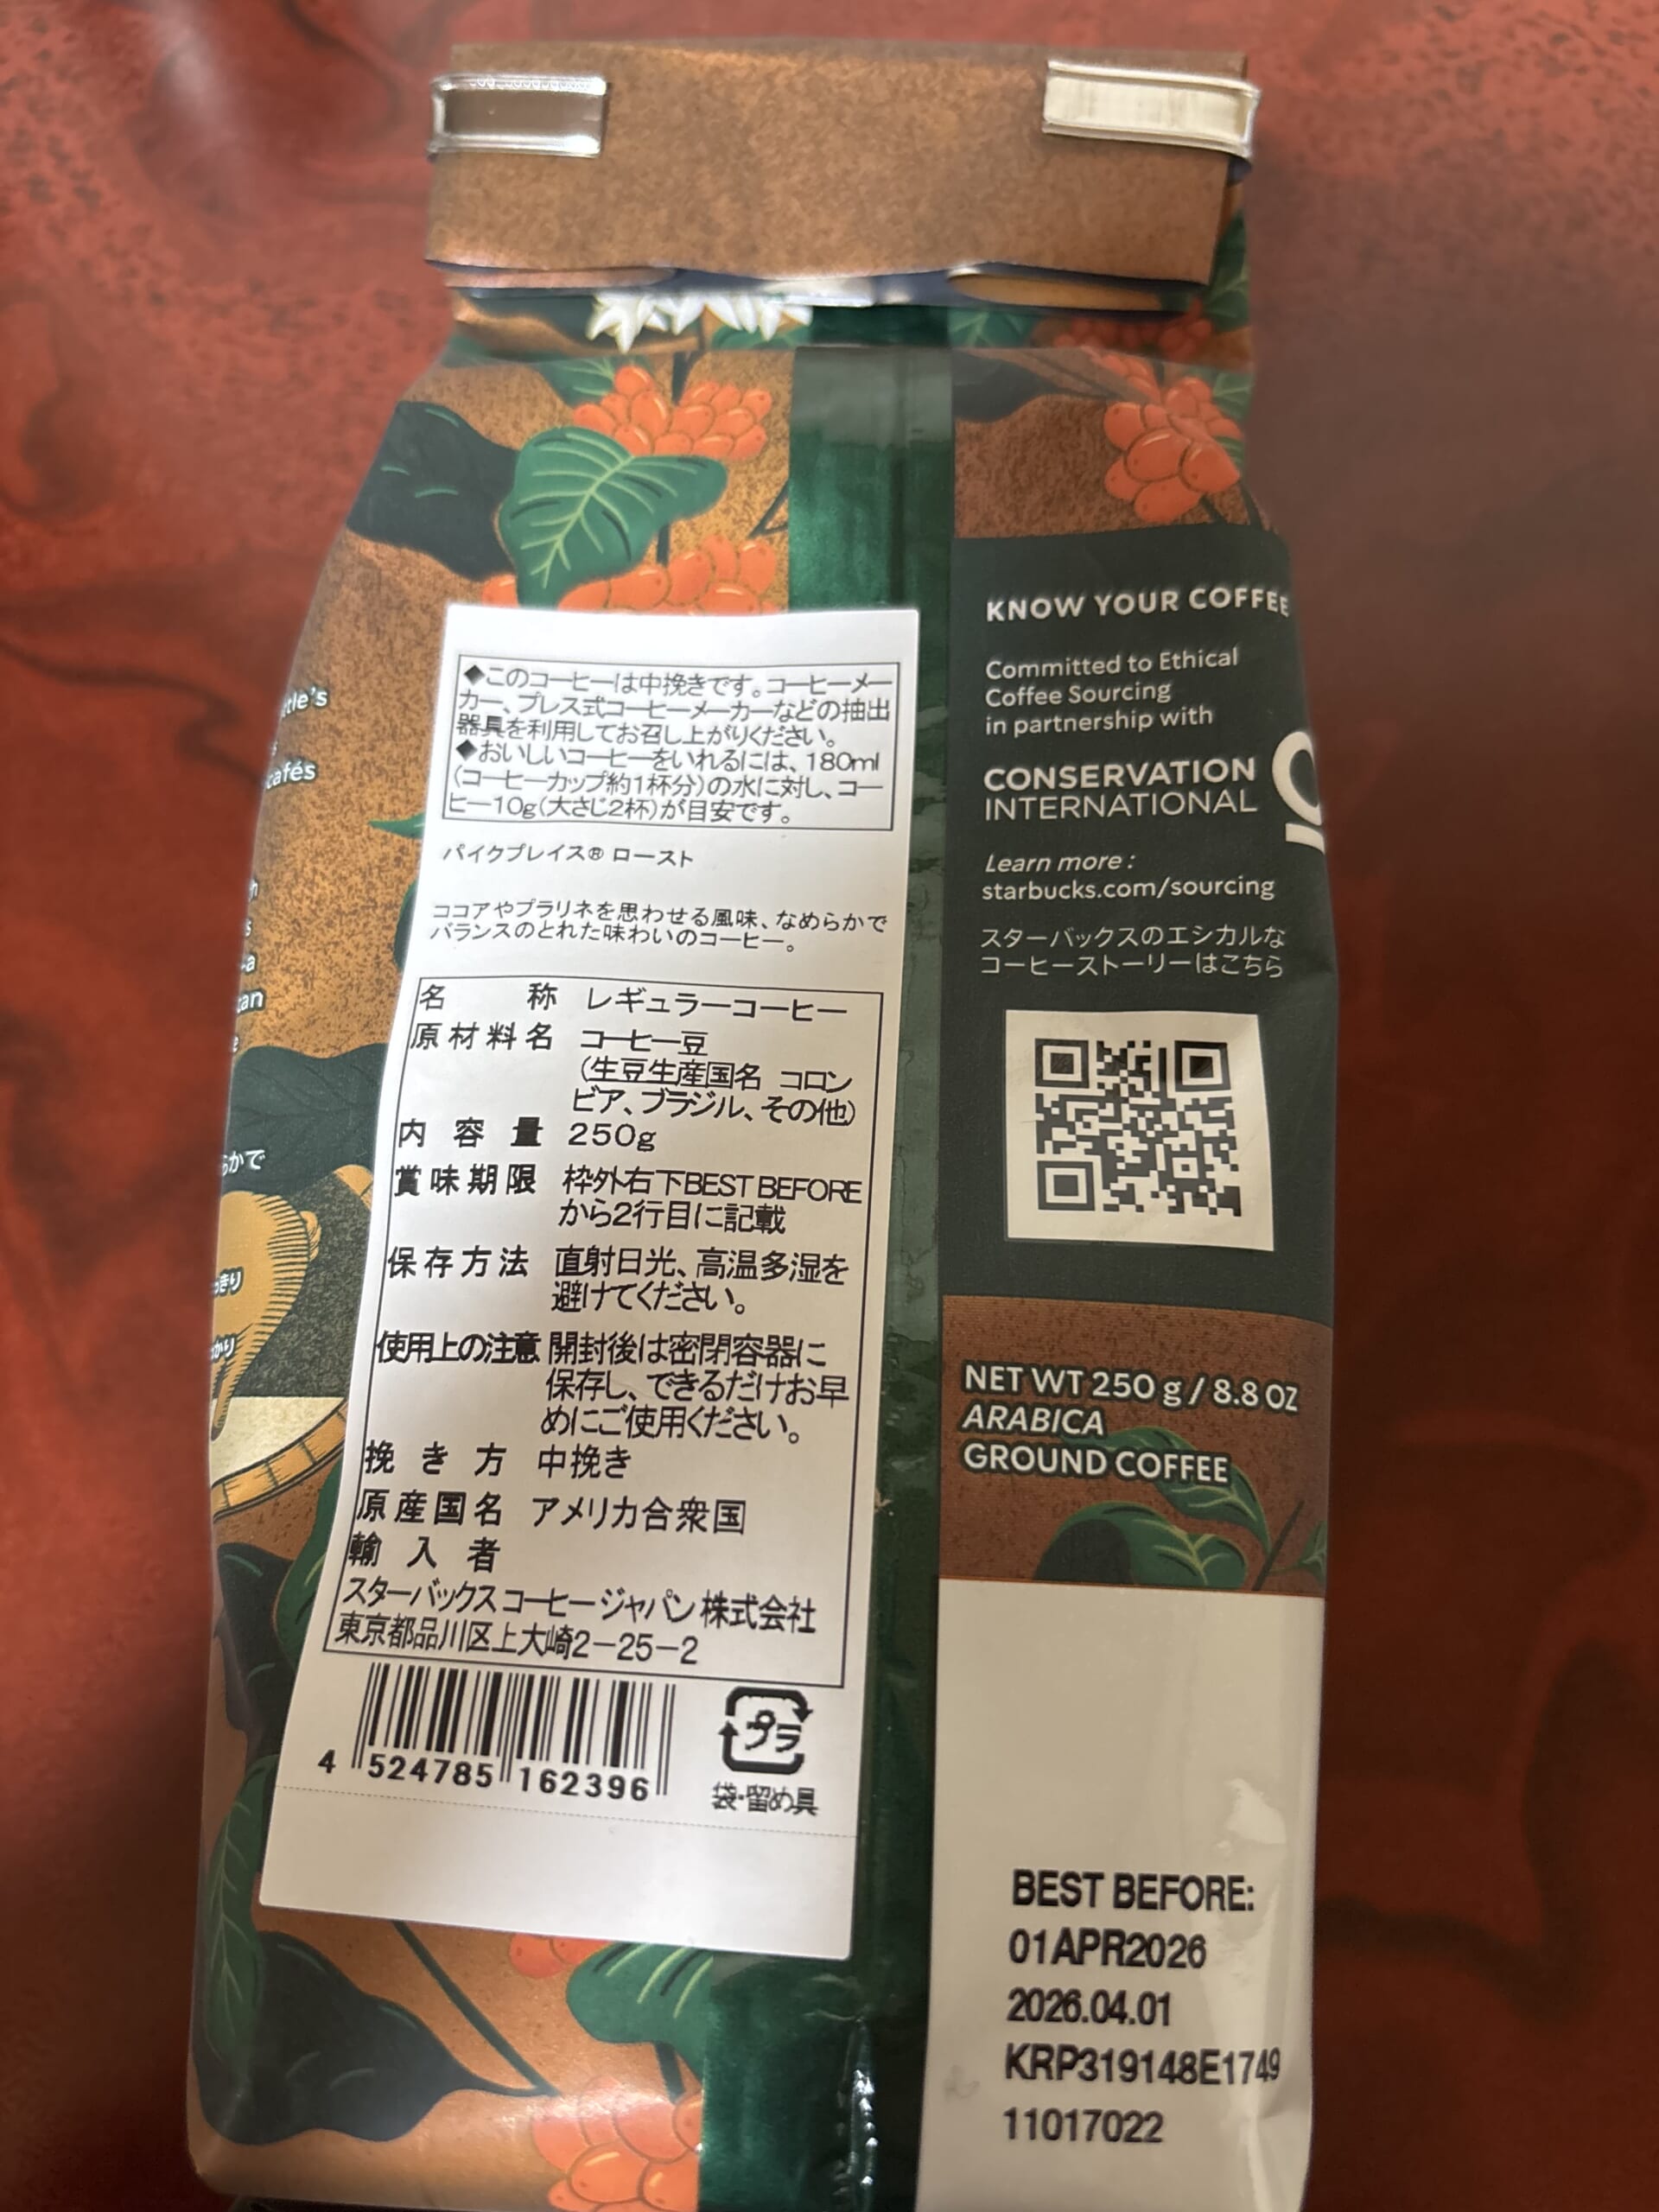 ◆このコーヒーは中挽きです。コーヒーメー
カー、プレス式コーヒーメーカーなどの抽出
器具を利用してお召し上がりください。
◆おいしいコーヒーをいれるには、180ml
(コーヒーカップ約1杯分)の水に対し、コー
ヒー10g(大さじ2杯)が目安です。
パイクプレイス® ロースト
ココアやプラリネを思わせる風味、なめらかで
バランスのとれた味わいのコーヒー。
名称 レギュラーコーヒー
原材料名 コーヒー豆
(生豆生産国名 コロン
ビア、ブラジル、その他)
内容量 250g
賞味期限 枠外右下BEST BEFORE
から2行目に記載
保存方法 直射日光、高温多湿を
避けてください。
使用上の注意 開封後は密閉容器に
保存し、できるだけお早
めにご使用ください。
挽き方 中挽き
原産国名 アメリカ合衆国
輸入者
スターバックス コーヒー ジャパン 株式会社
東京都品川区上大崎2-25-2
4 524785 162396
プラ
袋・留め具
cafés
KNOW YOUR COFFEE
Committed to Ethical
Coffee Sourcing
in partnership with
CONSERVATION
INTERNATIONAL
Learn more :
starbucks.com/sourcing
スターバックスのエシカルな
コーヒーストーリーはこちら
NET WT 250 g / 8.8 OZ
ARABICA
GROUND COFFEE
BEST BEFORE:
01APR2026
2026.04.01
KRP319148E1749
11017022